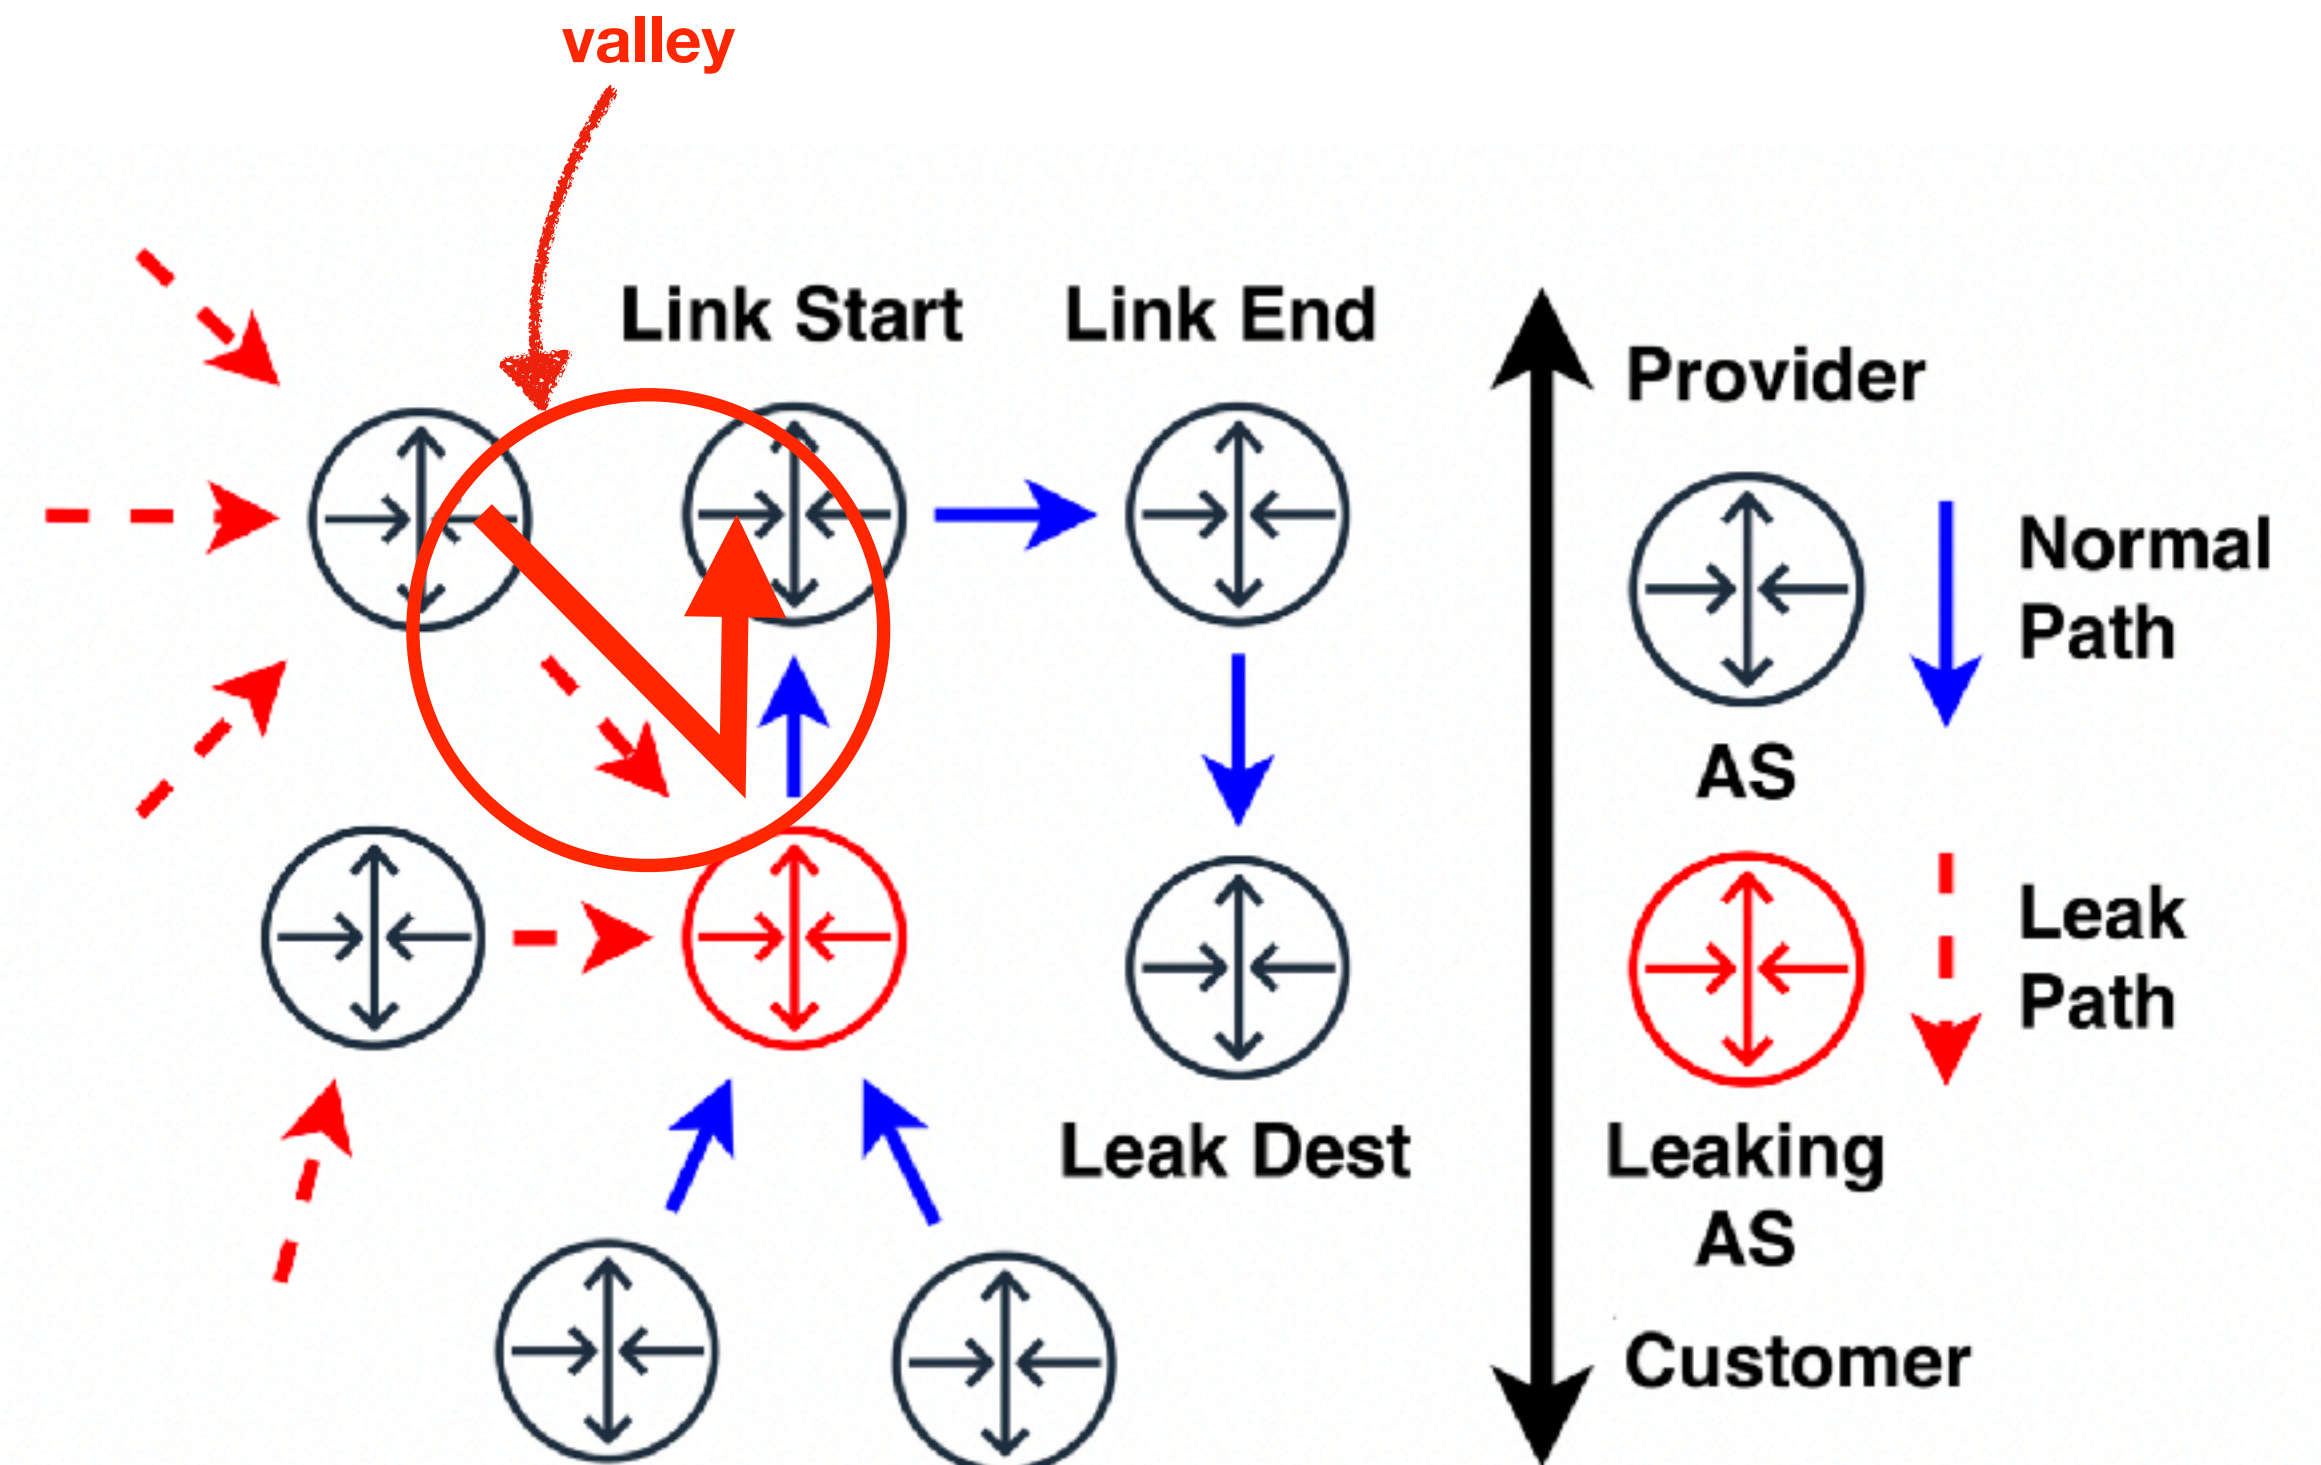 valley
Link Start
Link End
Provider
Normal
Path
AS
Leak
Path
Leak Dest
Leaking
AS
Customer